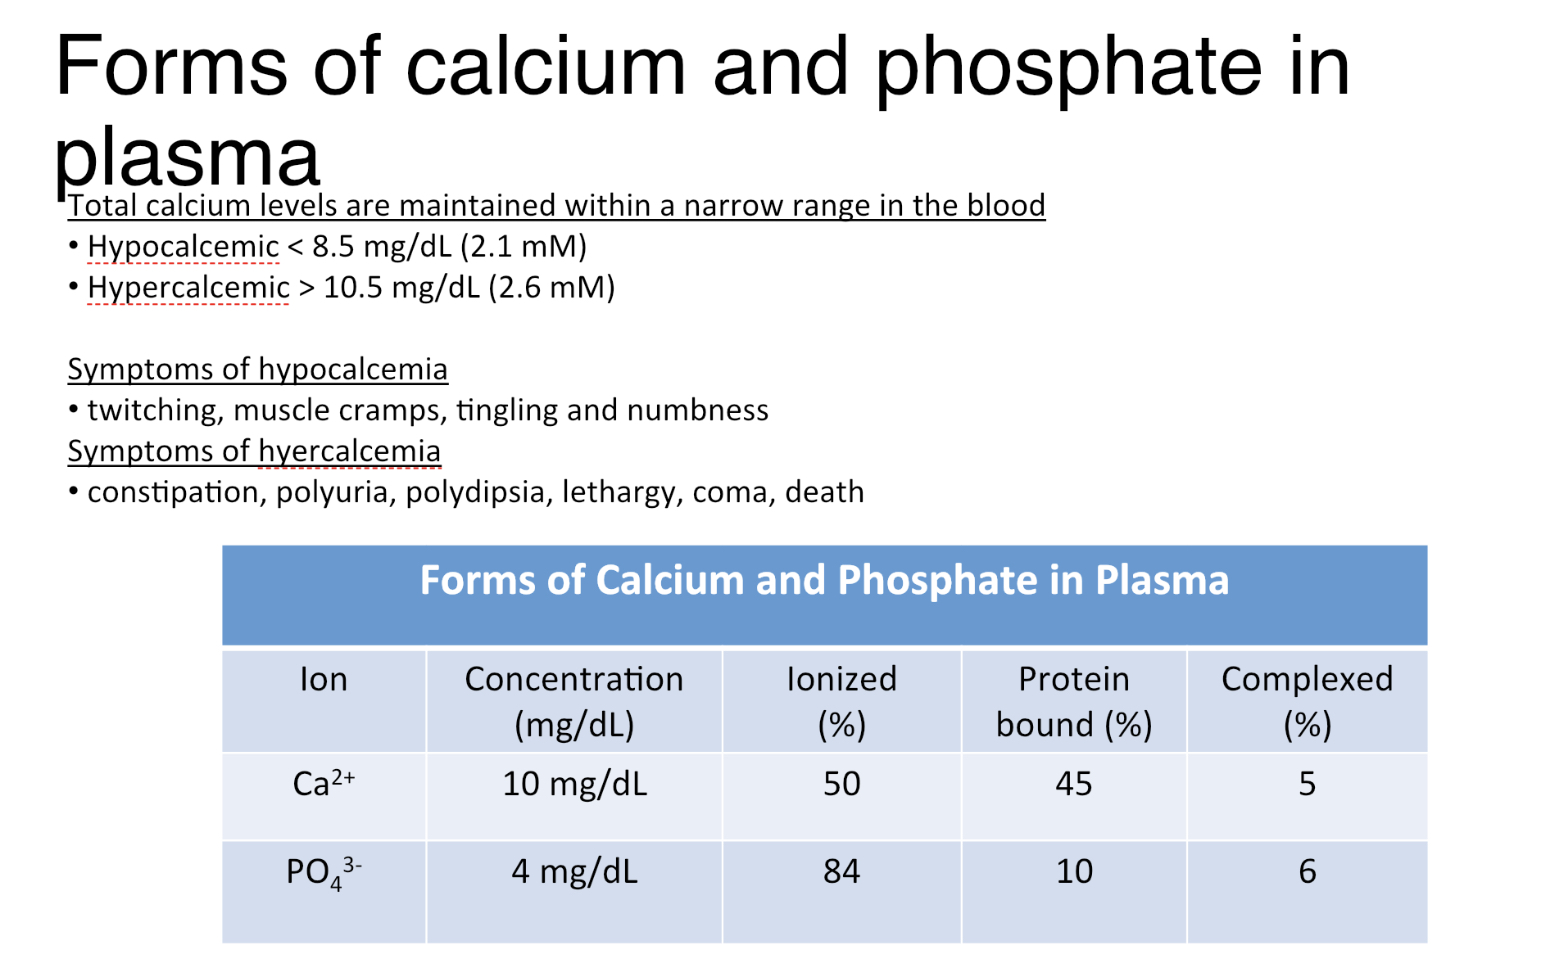 Forms of calcium and phosphate in
plasma
Total calcium levels are maintained within a narrow range in the blood
• Hypocalcemic < 8.5 mg/dL (2.1 mM)
• Hypercalcemic > 10.5 mg/dL (2.6 mM)
Symptoms of hypocalcemia
• twitching, muscle cramps, tingling and numbness
Symptoms of hyercalcemia
• constipation, polyuria, polydipsia, lethargy, coma, death
Forms of Calcium and Phosphate in Plasma
Ion Concentration (mg/dL) Ionized (%) Protein bound (%) Complexed (%)
Ca²⁺ 10 mg/dL 50 45 5
PO₄³⁻ 4 mg/dL 84 10 6